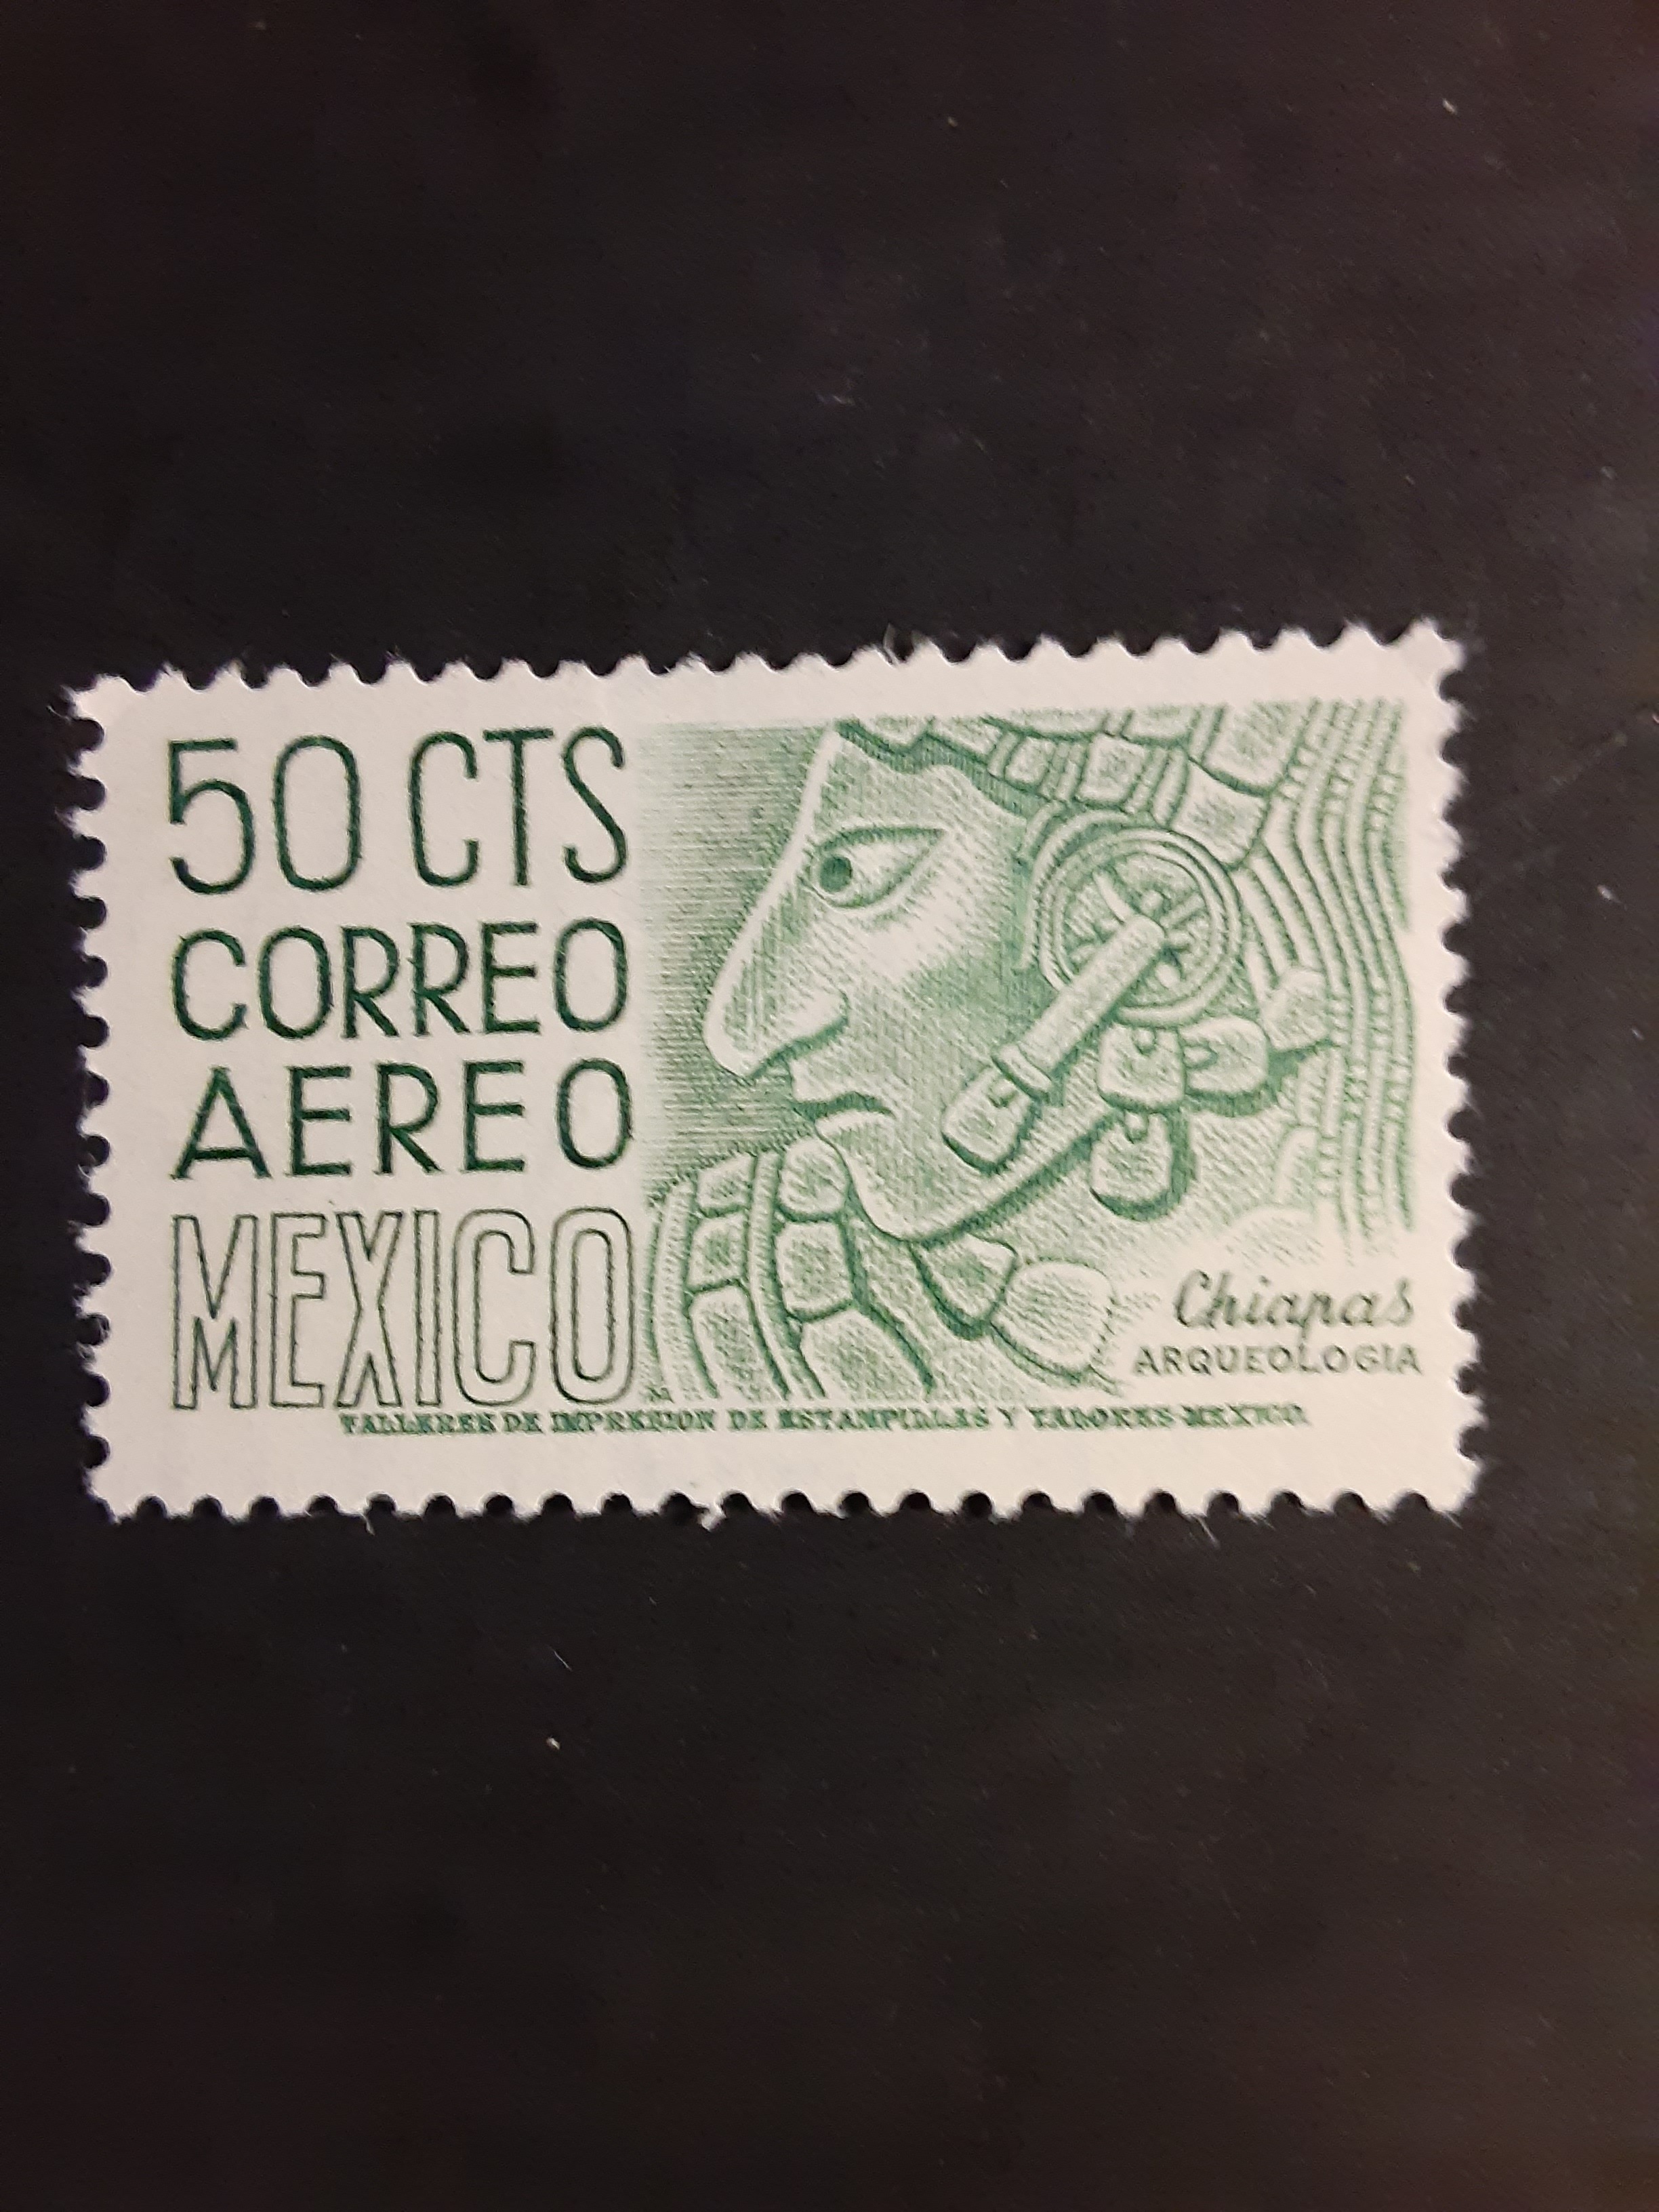 50 CTS
CORREO
AEREO
MEXICO
Chiapas
ARQUEOLOGIA
TALLERES DE IMPRESION DE ESTAMPILLAS Y VALORES-MEXICO.